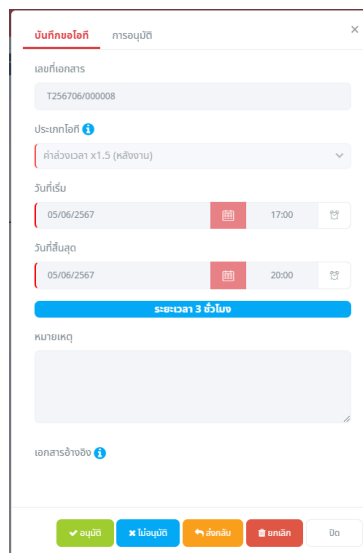 บันทึกขอโอที การอนุมัติ ×
เลขที่เอกสาร
T256706/000008
ประเภทโอที
ค่าล่วงเวลา x1.5 (หลังงาน)
วันที่เริ่ม
05/06/2567 17:00
วันที่สิ้นสุด
05/06/2567 20:00
ระยะเวลา 3 ชั่วโมง
หมายเหตุ
เอกสารอ้างอิง
อนุมัติ ไม่อนุมัติ ส่งกลับ ยกเลิก ปิด